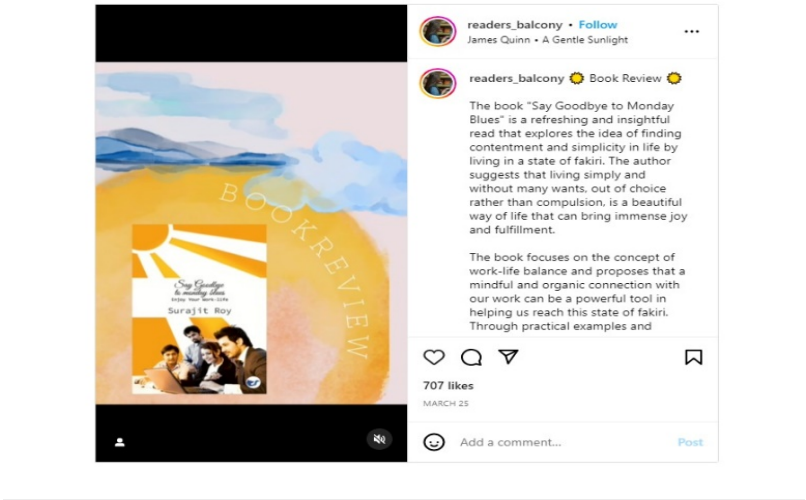 readers_balcony • Follow
James Quinn • A Gentle Sunlight
readers_balcony 🌞 Book Review 🌞
The book "Say Goodbye to Monday
Blues" is a refreshing and insightful
read that explores the idea of finding
contentment and simplicity in life by
living in a state of fakiri. The author
suggests that living simply and
without many wants, out of choice
rather than compulsion, is a beautiful
way of life that can bring immense joy
and fulfillment.
The book focuses on the concept of
work-life balance and proposes that a
mindful and organic connection with
our work can be a powerful tool in
helping us reach this state of fakiri.
Through practical examples and
BOOKREVIEW
Say Goodbye
to monday blues
Enjoy Your Work-life
Surajit Roy
707 likes
MARCH 25
Add a comment...
Post